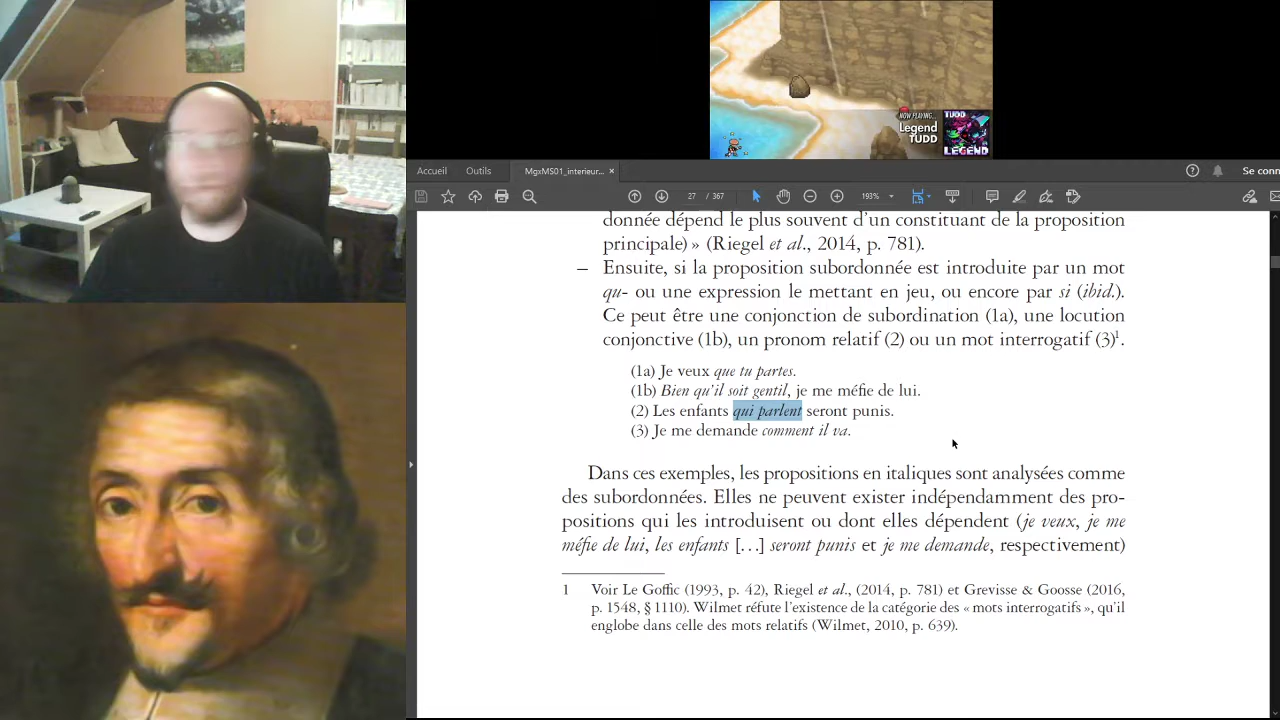 NOW PLAYING...
Legend
TUDD
TUDD
LEGEND
Accueil
Outils
MgxMS01_interieur...
27 / 367
193%
Se conn
donnée dépend le plus souvent d'un constituant de la proposition
principale) » (Riegel et al., 2014, p. 781).
– Ensuite, si la proposition subordonnée est introduite par un mot
qu- ou une expression le mettant en jeu, ou encore par si (ibid.).
Ce peut être une conjonction de subordination (1a), une locution
conjonctive (1b), un pronom relatif (2) ou un mot interrogatif (3)¹.
(1a) Je veux que tu partes.
(1b) Bien qu'il soit gentil, je me méfie de lui.
(2) Les enfants qui parlent seront punis.
(3) Je me demande comment il va.
Dans ces exemples, les propositions en italiques sont analysées comme
des subordonnées. Elles ne peuvent exister indépendamment des pro-
positions qui les introduisent ou dont elles dépendent (je veux, je me
méfie de lui, les enfants […] seront punis et je me demande, respectivement)
1 Voir Le Goffic (1993, p. 42), Riegel et al., (2014, p. 781) et Grevisse & Goosse (2016,
p. 1548, § 1110). Wilmet réfute l'existence de la catégorie des « mots interrogatifs », qu'il
englobe dans celle des mots relatifs (Wilmet, 2010, p. 639).